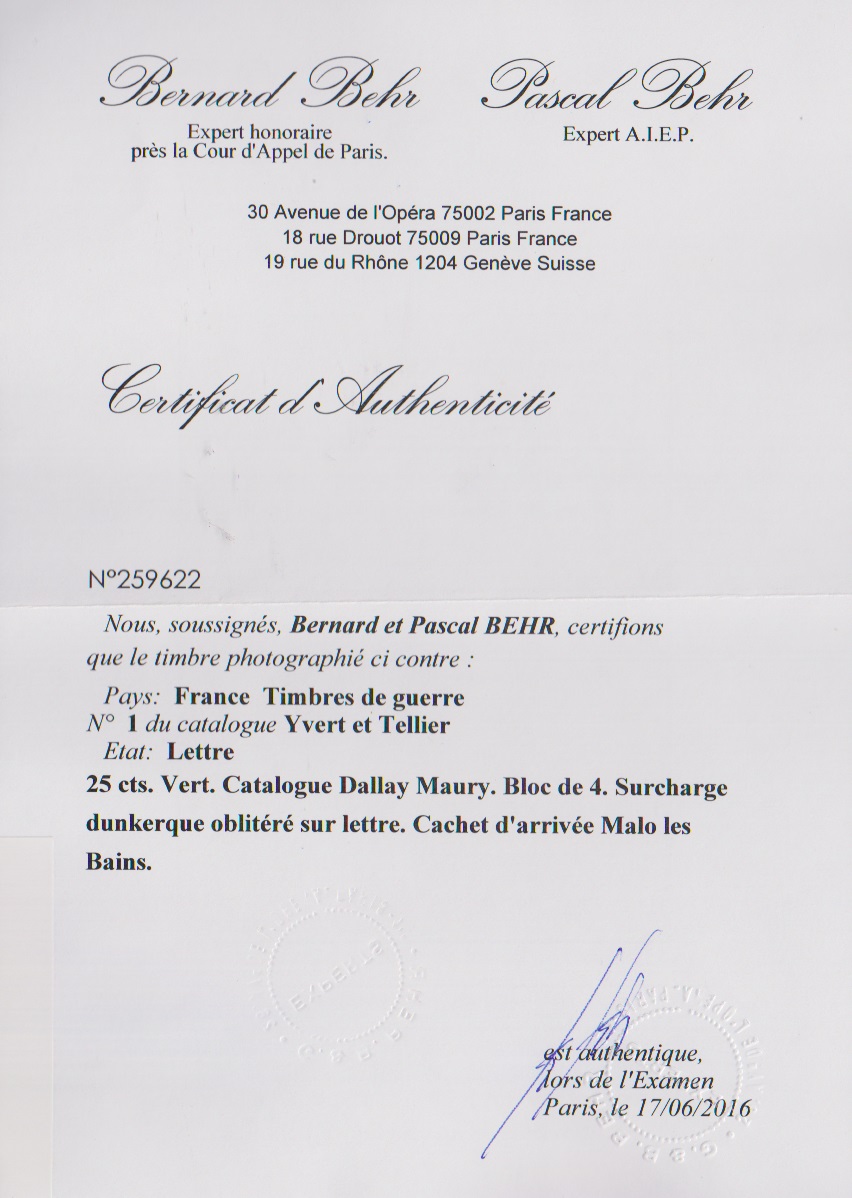 Bernard Behr
Pascal Behr
Expert honoraire
près la Cour d'Appel de Paris.
Expert A.I.E.P.
30 Avenue de l'Opéra 75002 Paris France
18 rue Drouot 75009 Paris France
19 rue du Rhône 1204 Genève Suisse
Certificat d'Authenticité
N°259622
Nous, soussignés, Bernard et Pascal BEHR, certifions
que le timbre photographié ci contre :
Pays: France Timbres de guerre
N° 1 du catalogue Yvert et Tellier
Etat: Lettre
25 cts. Vert. Catalogue Dallay Maury. Bloc de 4. Surcharge
dunkerque oblitéré sur lettre. Cachet d'arrivée Malo les
Bains.
est authentique,
lors de l'Examen
Paris, le 17/06/2016